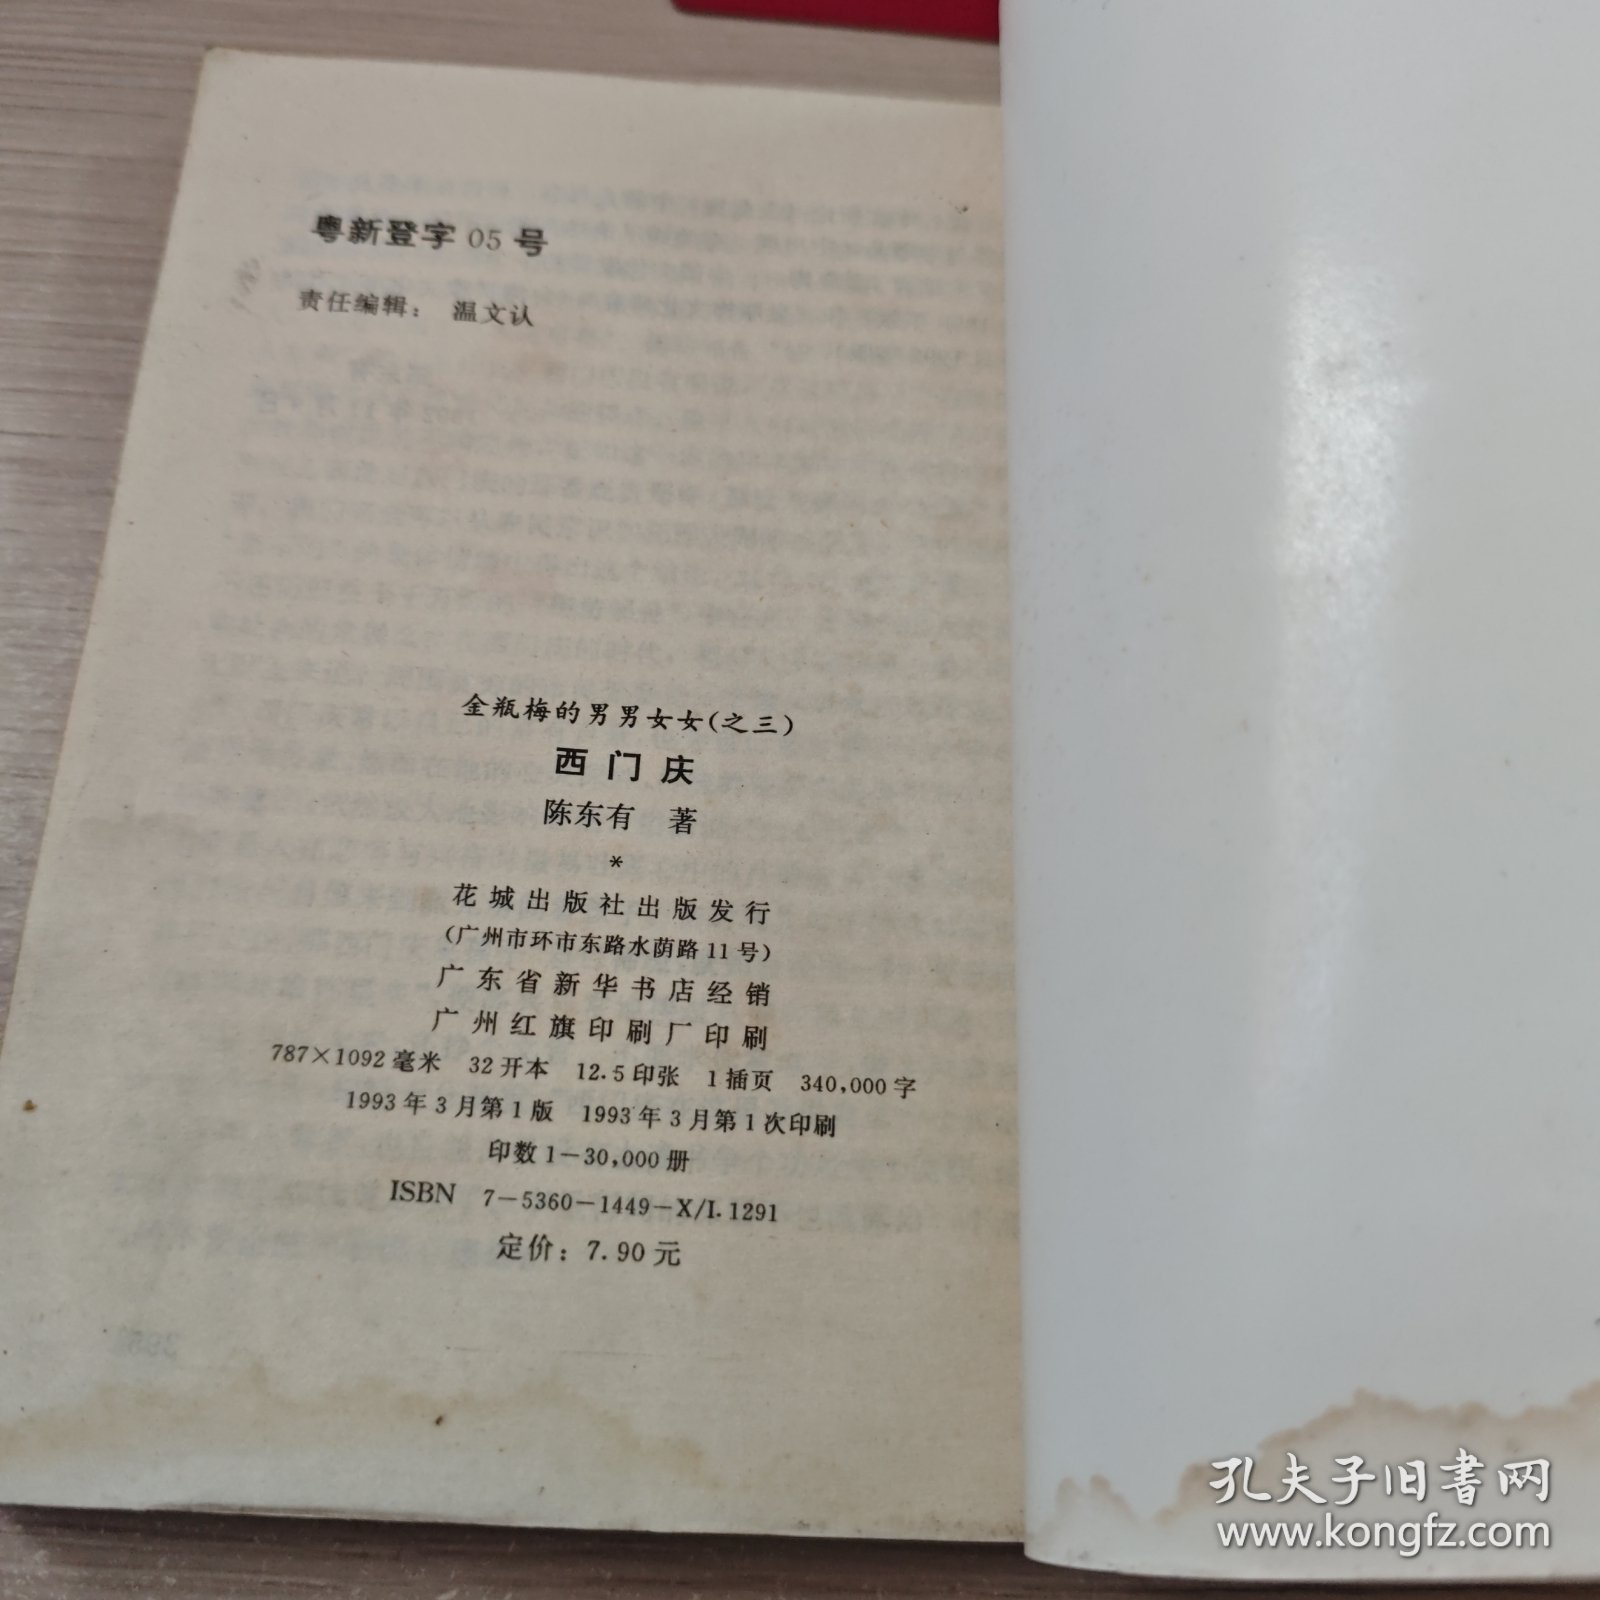 粤新登字 05 号
责任编辑： 温文认
金瓶梅的男男女女(之三)
西门庆
陈东有 著
*
花城出版社出版发行
(广州市环市东路水荫路 11 号)
广东省新华书店经销
广州红旗印刷厂印刷
787×1092 毫米 32 开本 12.5 印张 1 插页 340,000 字
1993 年 3 月第 1 版 1993 年 3 月第 1 次印刷
印数 1—30,000 册
ISBN 7-5360-1449-X/I.1291
定价：7.90 元
孔夫子旧书网
www.kongfz.com